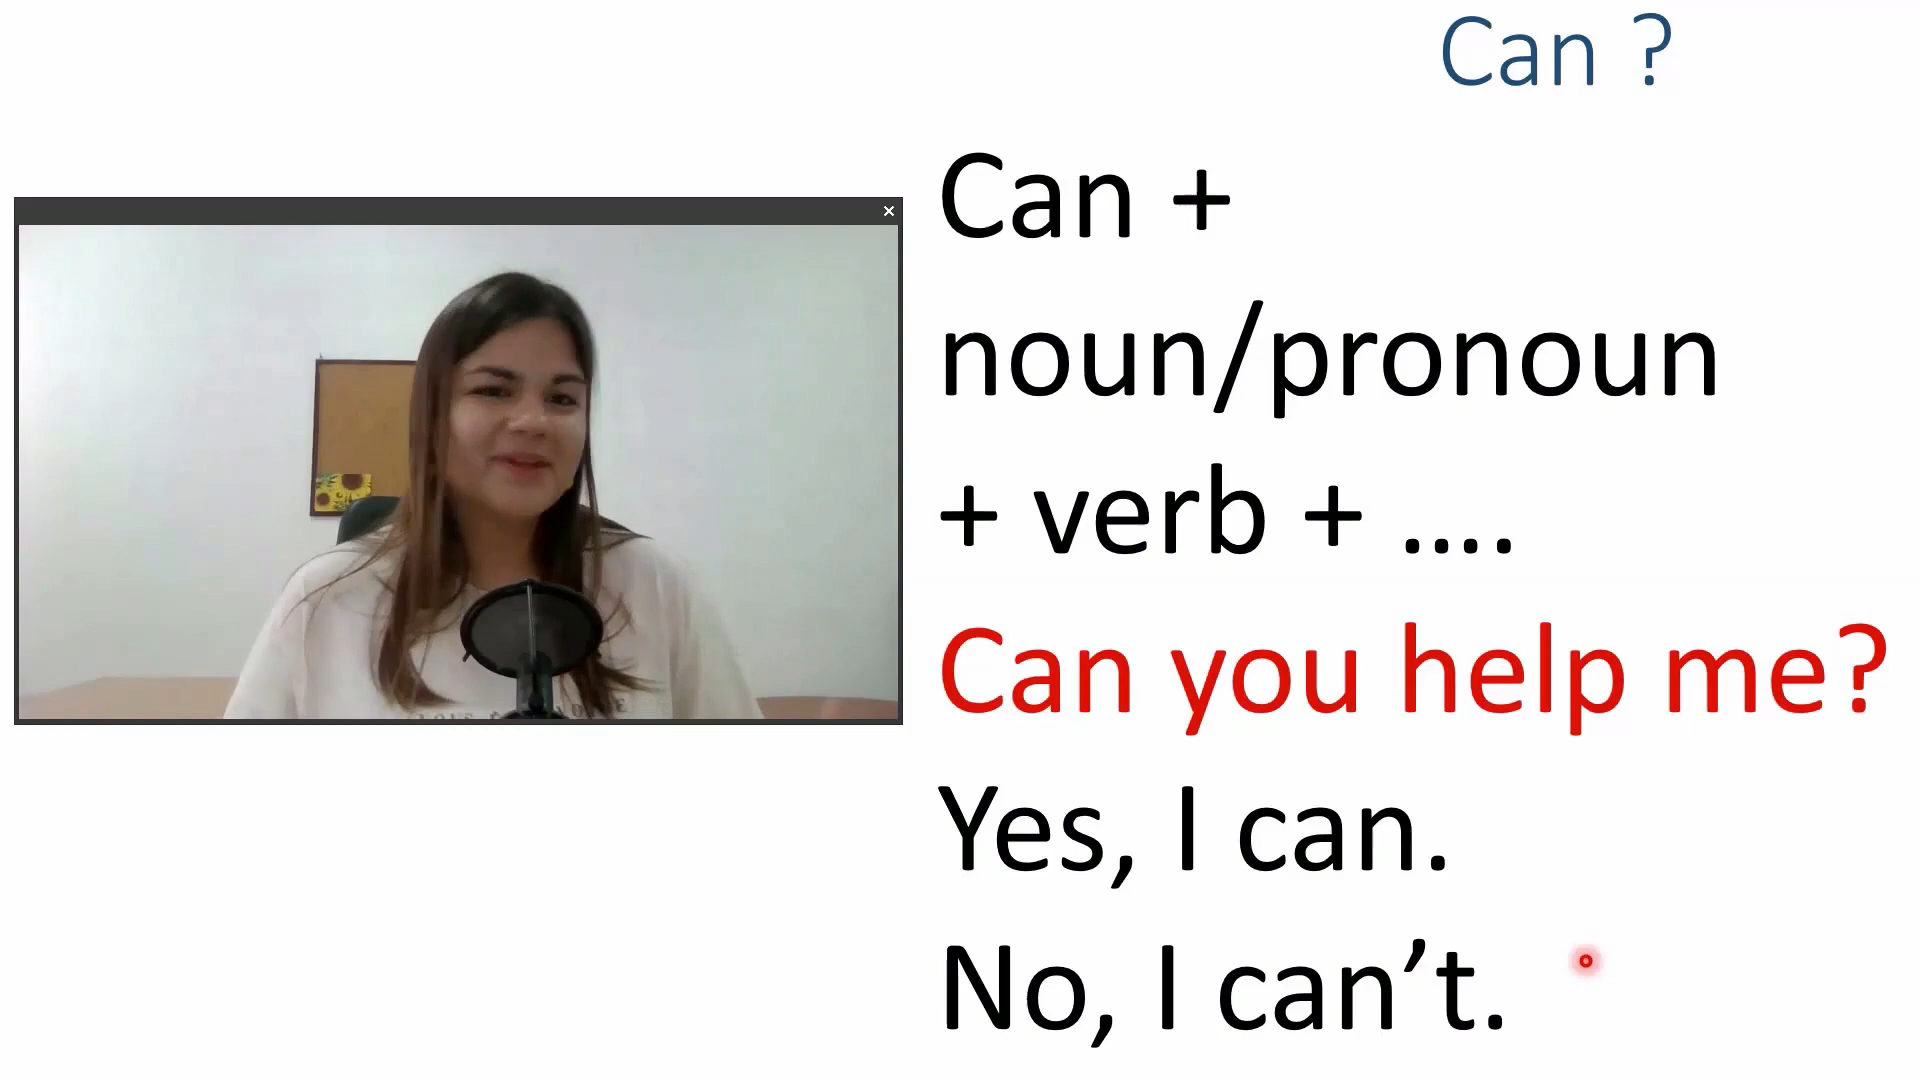 Can ?
Can +
noun/pronoun
+ verb + ....
Can you help me?
Yes, I can.
No, I can’t.